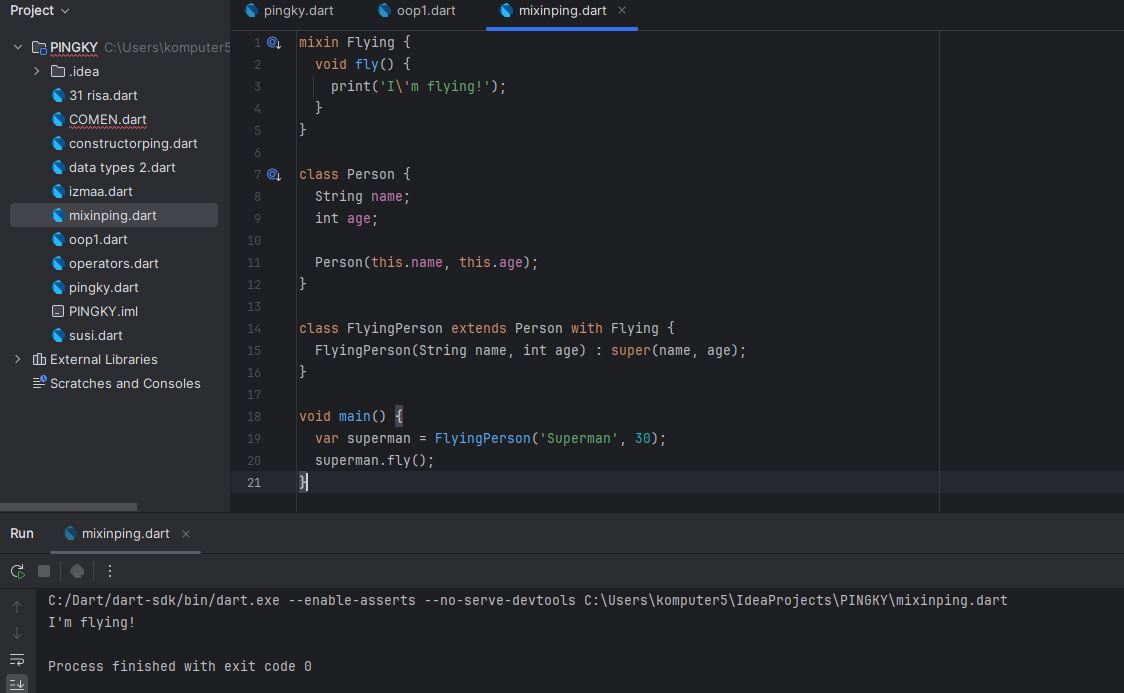 Project
PINGKY C:\Users\komputer5
.idea
31 risa.dart
COMEN.dart
constructorping.dart
data types 2.dart
izmaa.dart
mixinping.dart
oop1.dart
operators.dart
pingky.dart
PINGKY.iml
susi.dart
External Libraries
Scratches and Consoles
pingky.dart oop1.dart mixinping.dart
1 mixin Flying {
2   void fly() {
3     print('I\'m flying!');
4   }
5 }
6
7 class Person {
8   String name;
9   int age;
10
11   Person(this.name, this.age);
12 }
13
14 class FlyingPerson extends Person with Flying {
15   FlyingPerson(String name, int age) : super(name, age);
16 }
17
18 void main() {
19   var superman = FlyingPerson('Superman', 30);
20   superman.fly();
21 }
Run mixinping.dart
C:/Dart/dart-sdk/bin/dart.exe --enable-asserts --no-serve-devtools C:\Users\komputer5\IdeaProjects\PINGKY\mixinping.dart
I'm flying!
Process finished with exit code 0